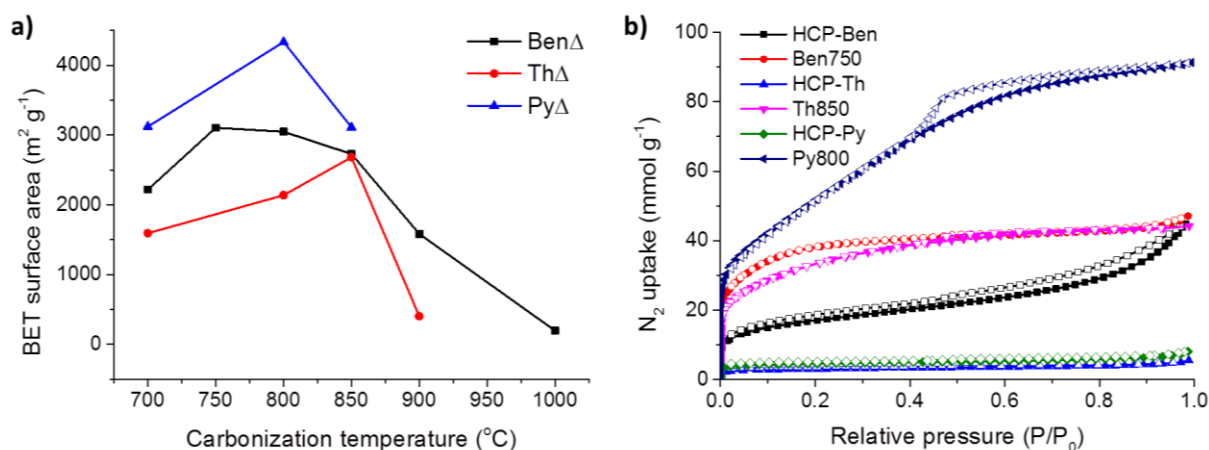 a)
BenΔ
ThΔ
PyΔ
4000
3000
2000
1000
0
BET surface area (m² g⁻¹)
700 750 800 850 900 950 1000
Carbonization temperature (°C)
b)
HCP-Ben
Ben750
HCP-Th
Th850
HCP-Py
Py800
100
80
60
40
20
0
N₂ uptake (mmol g⁻¹)
0.0 0.2 0.4 0.6 0.8 1.0
Relative pressure (P/P₀)